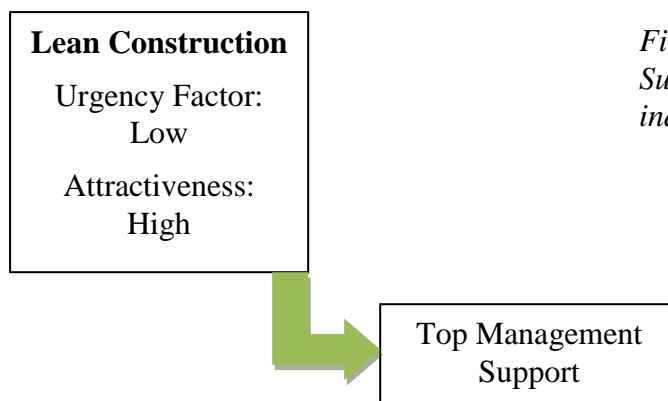 Lean Construction
Urgency Factor:
Low
Attractiveness:
High
Top Management
Support